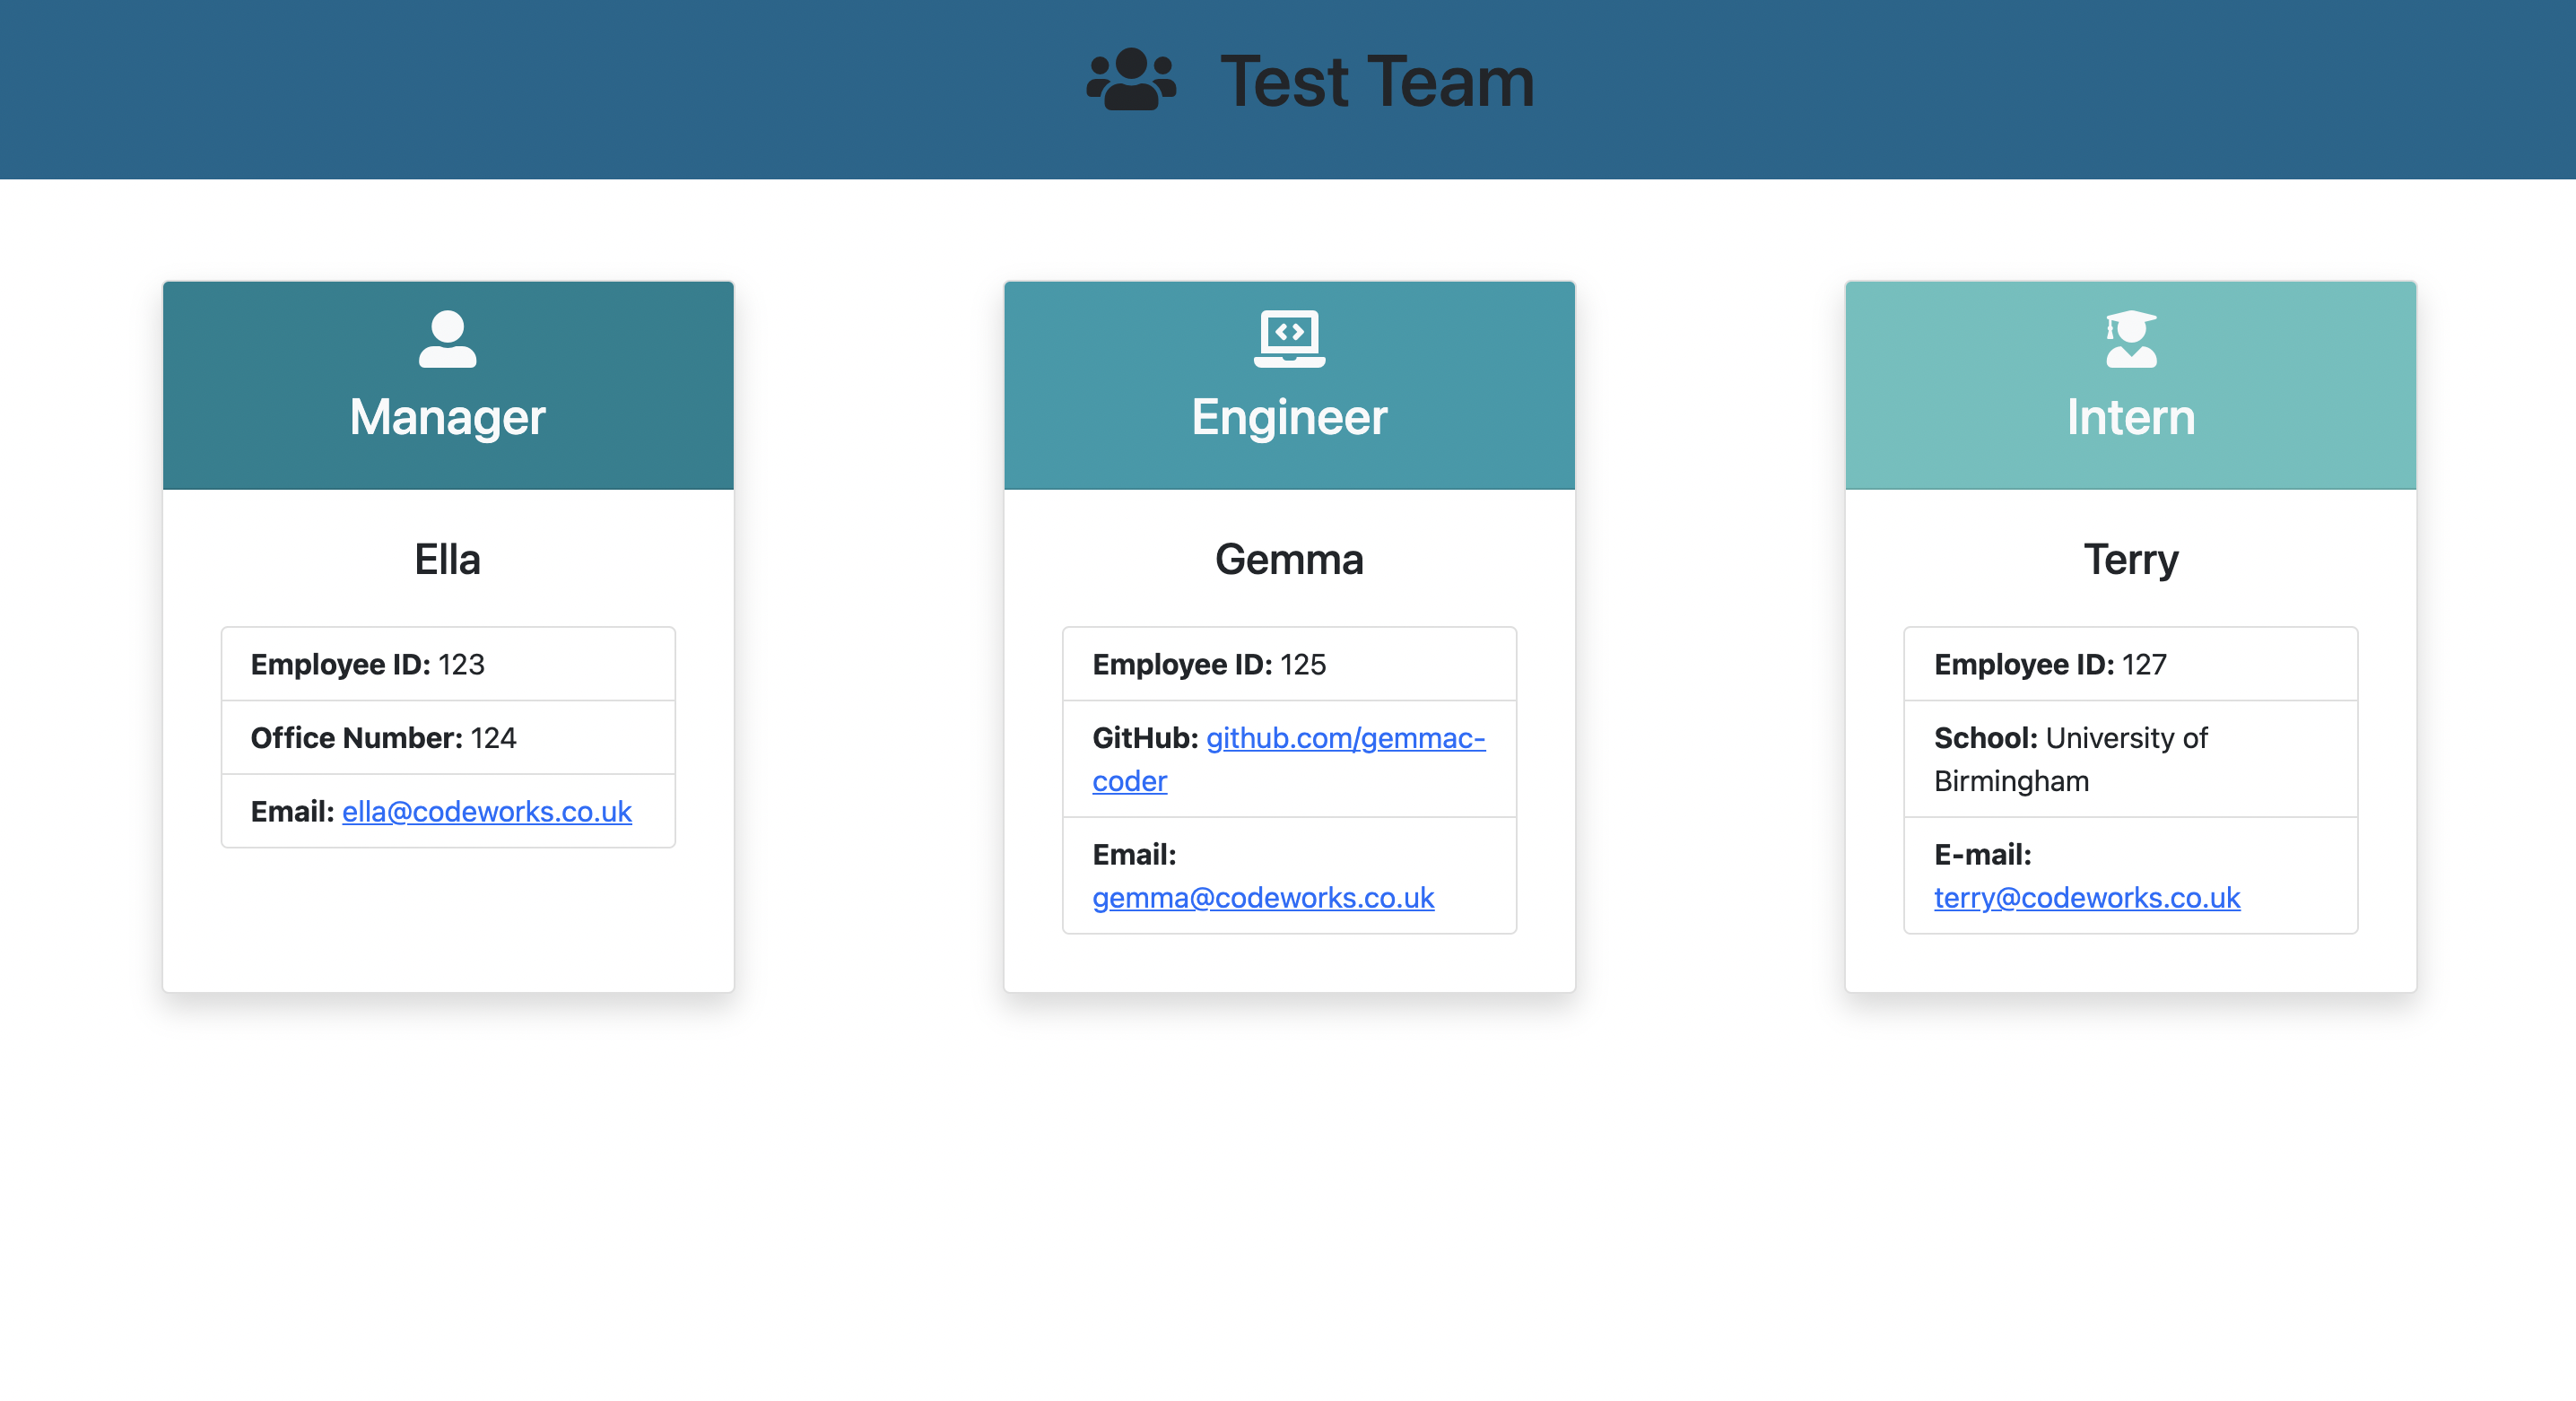 Test Team
Manager
Ella
Employee ID: 123
Office Number: 124
Email: ella@codeworks.co.uk
Engineer
Gemma
Employee ID: 125
GitHub: github.com/gemmac-
coder
Email:
gemma@codeworks.co.uk
Intern
Terry
Employee ID: 127
School: University of
Birmingham
E-mail:
terry@codeworks.co.uk